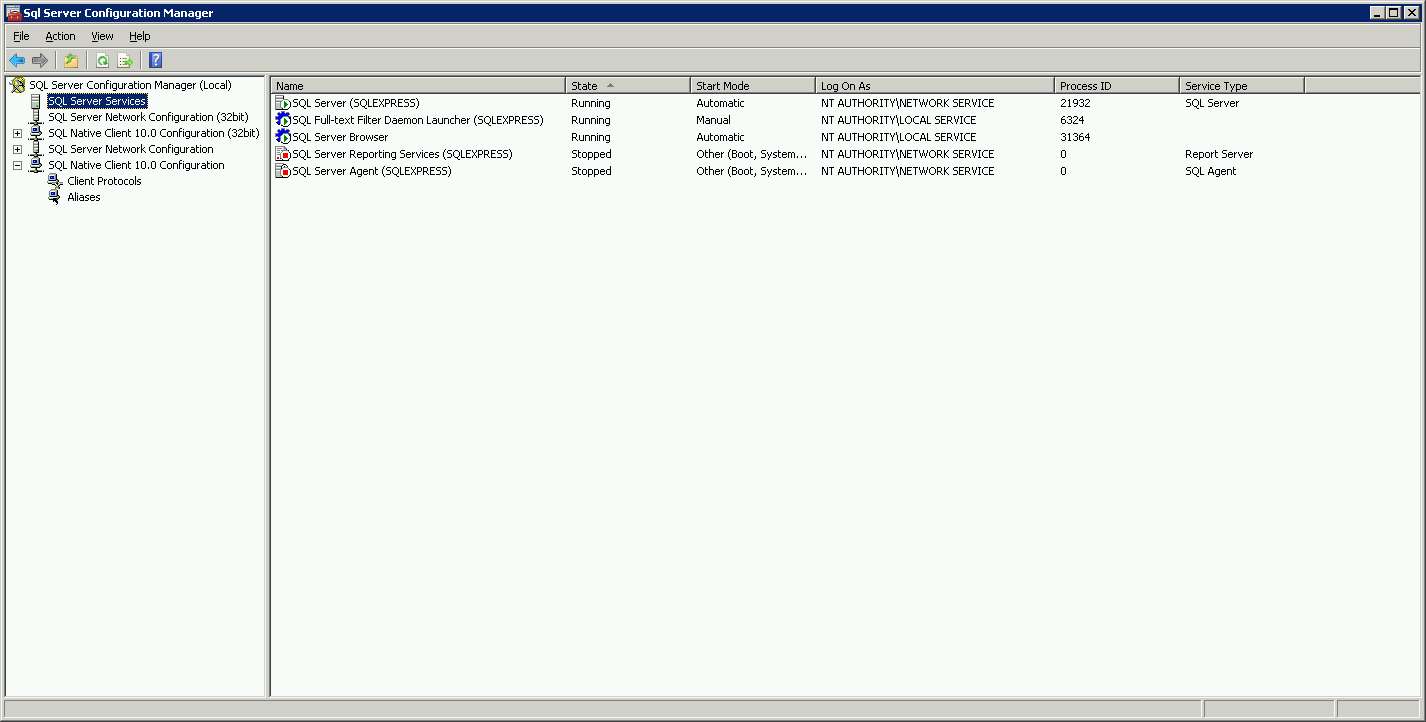 Sql Server Configuration Manager
File Action View Help
SQL Server Configuration Manager (Local)
SQL Server Services
SQL Server Network Configuration (32bit)
SQL Native Client 10.0 Configuration (32bit)
SQL Server Network Configuration
SQL Native Client 10.0 Configuration
Client Protocols
Aliases
Name State Start Mode Log On As Process ID Service Type
SQL Server (SQLEXPRESS) Running Automatic NT AUTHORITY\NETWORK SERVICE 21932 SQL Server
SQL Full-text Filter Daemon Launcher (SQLEXPRESS) Running Manual NT AUTHORITY\LOCAL SERVICE 6324
SQL Server Browser Running Automatic NT AUTHORITY\LOCAL SERVICE 31364
SQL Server Reporting Services (SQLEXPRESS) Stopped Other (Boot, System... NT AUTHORITY\NETWORK SERVICE 0 Report Server
SQL Server Agent (SQLEXPRESS) Stopped Other (Boot, System... NT AUTHORITY\NETWORK SERVICE 0 SQL Agent